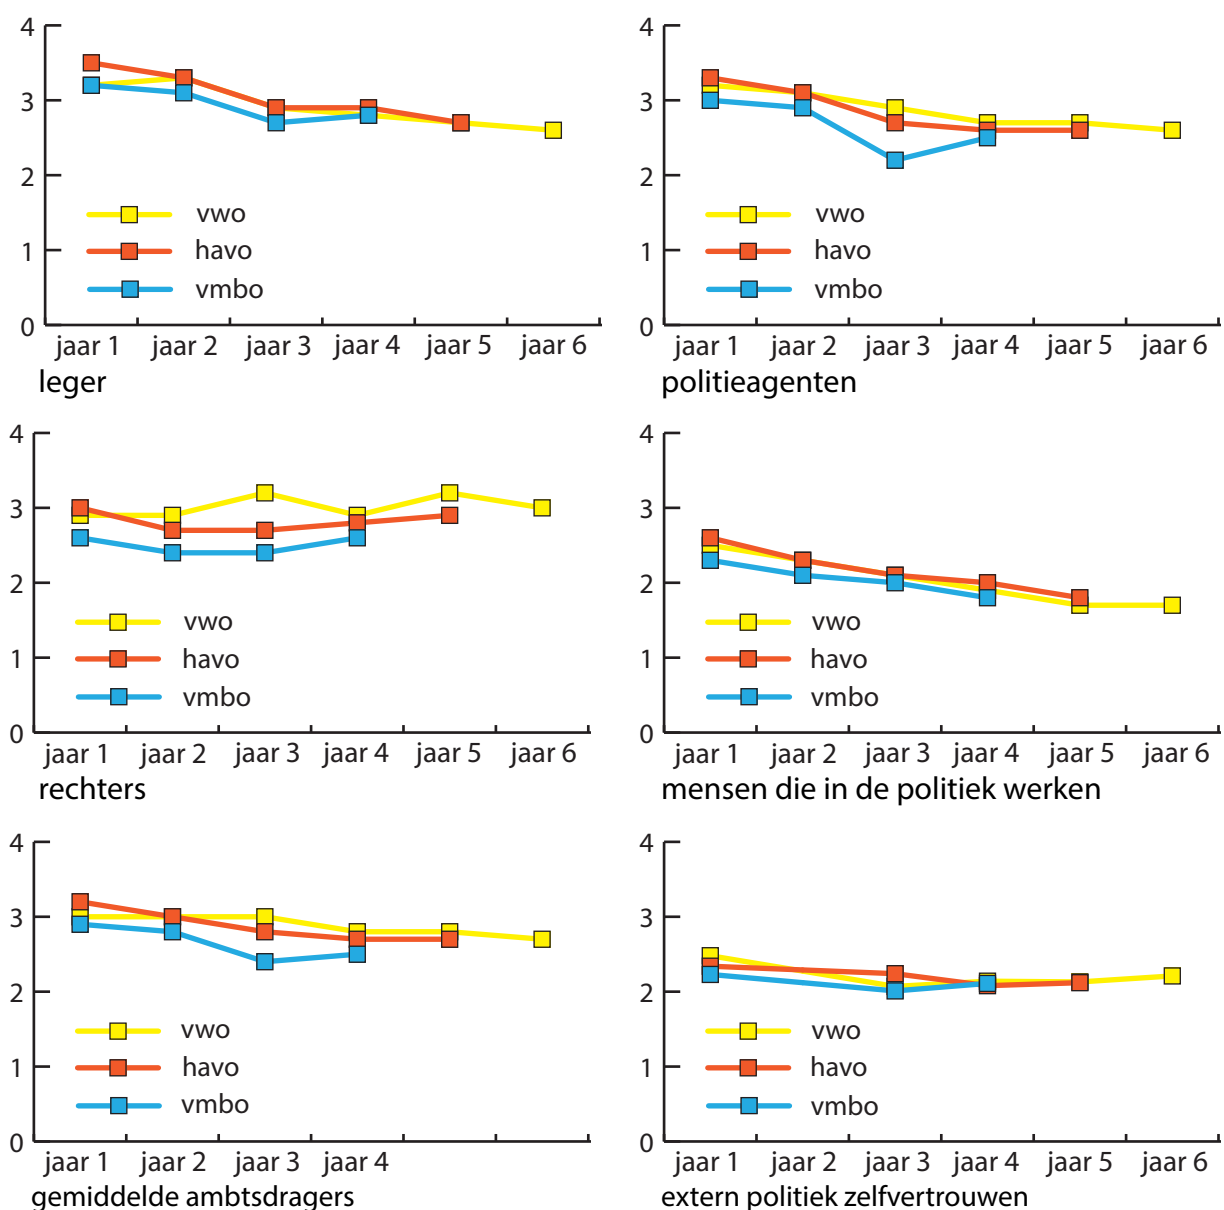 4
3
2
1
0
vwo
havo
vmbo
jaar 1 jaar 2 jaar 3 jaar 4 jaar 5 jaar 6
leger
4
3
2
1
0
vwo
havo
vmbo
jaar 1 jaar 2 jaar 3 jaar 4 jaar 5 jaar 6
politieagenten
4
3
2
1
0
vwo
havo
vmbo
jaar 1 jaar 2 jaar 3 jaar 4 jaar 5 jaar 6
rechters
4
3
2
1
0
vwo
havo
vmbo
jaar 1 jaar 2 jaar 3 jaar 4 jaar 5 jaar 6
mensen die in de politiek werken
4
3
2
1
0
vwo
havo
vmbo
jaar 1 jaar 2 jaar 3 jaar 4
gemiddelde ambtsdragers
4
3
2
1
0
vwo
havo
vmbo
jaar 1 jaar 2 jaar 3 jaar 4 jaar 5 jaar 6
extern politiek zelfvertrouwen